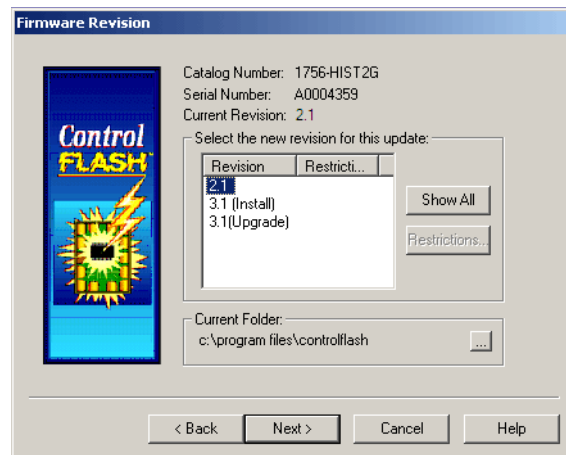 Firmware Revision
Control
FLASH
Catalog Number: 1756-HIST2G
Serial Number: A0004359
Current Revision: 2.1
Select the new revision for this update:
Revision Restricti...
2.1
3.1 (Install)
3.1(Upgrade)
Show All
Restrictions...
Current Folder:
c:\program files\controlflash
...
< Back Next > Cancel Help